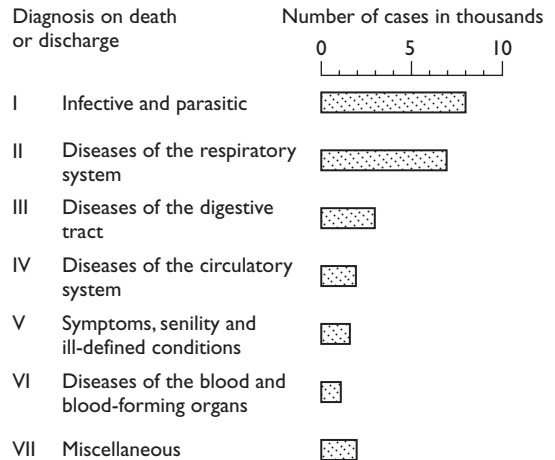 Diagnosis on death
or discharge
Number of cases in thousands
0 5 10
I Infective and parasitic
II Diseases of the respiratory
system
III Diseases of the digestive
tract
IV Diseases of the circulatory
system
V Symptoms, senility and
ill-defined conditions
VI Diseases of the blood and
blood-forming organs
VII Miscellaneous